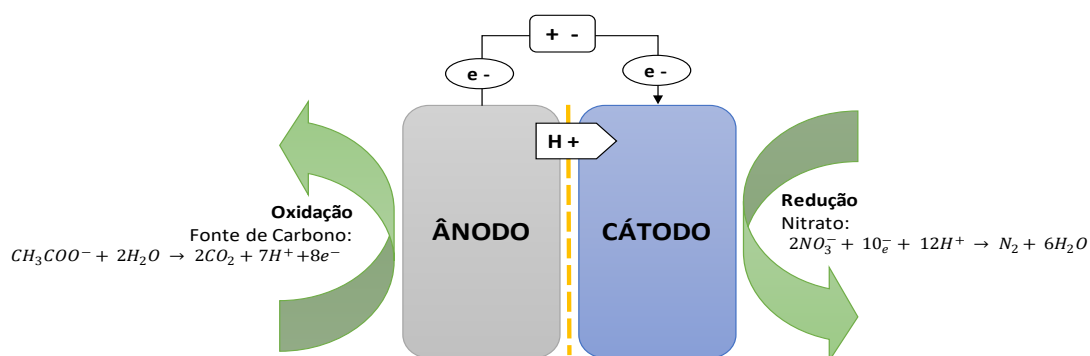 + -
e -
e -
H +
Oxidação
Fonte de Carbono:
CH₃COO⁻ + 2H₂O → 2CO₂ + 7H⁺+8e⁻
ÂNODO
CÁTODO
Redução
Nitrato:
2NO₃⁻ + 10ₑ⁻ + 12H⁺ → N₂ + 6H₂O